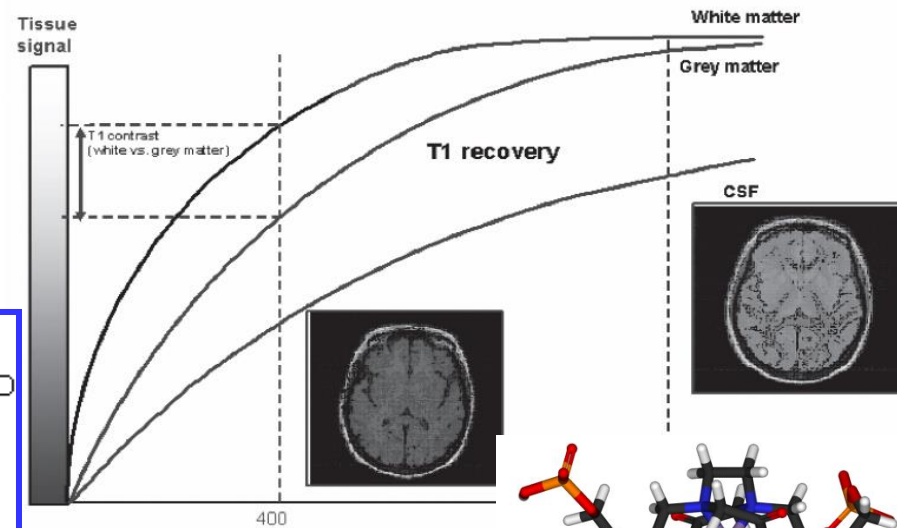 Tissue
signal
White matter
Grey matter
T1 contrast
(white vs. grey matter)
T1 recovery
CSF
400